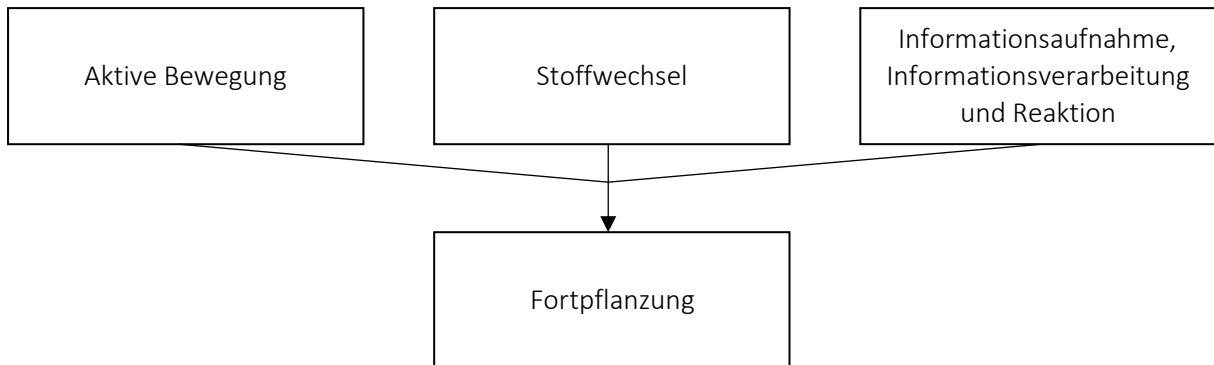 Aktive Bewegung
Stoffwechsel
Informationsaufnahme,
Informationsverarbeitung
und Reaktion
Fortpflanzung